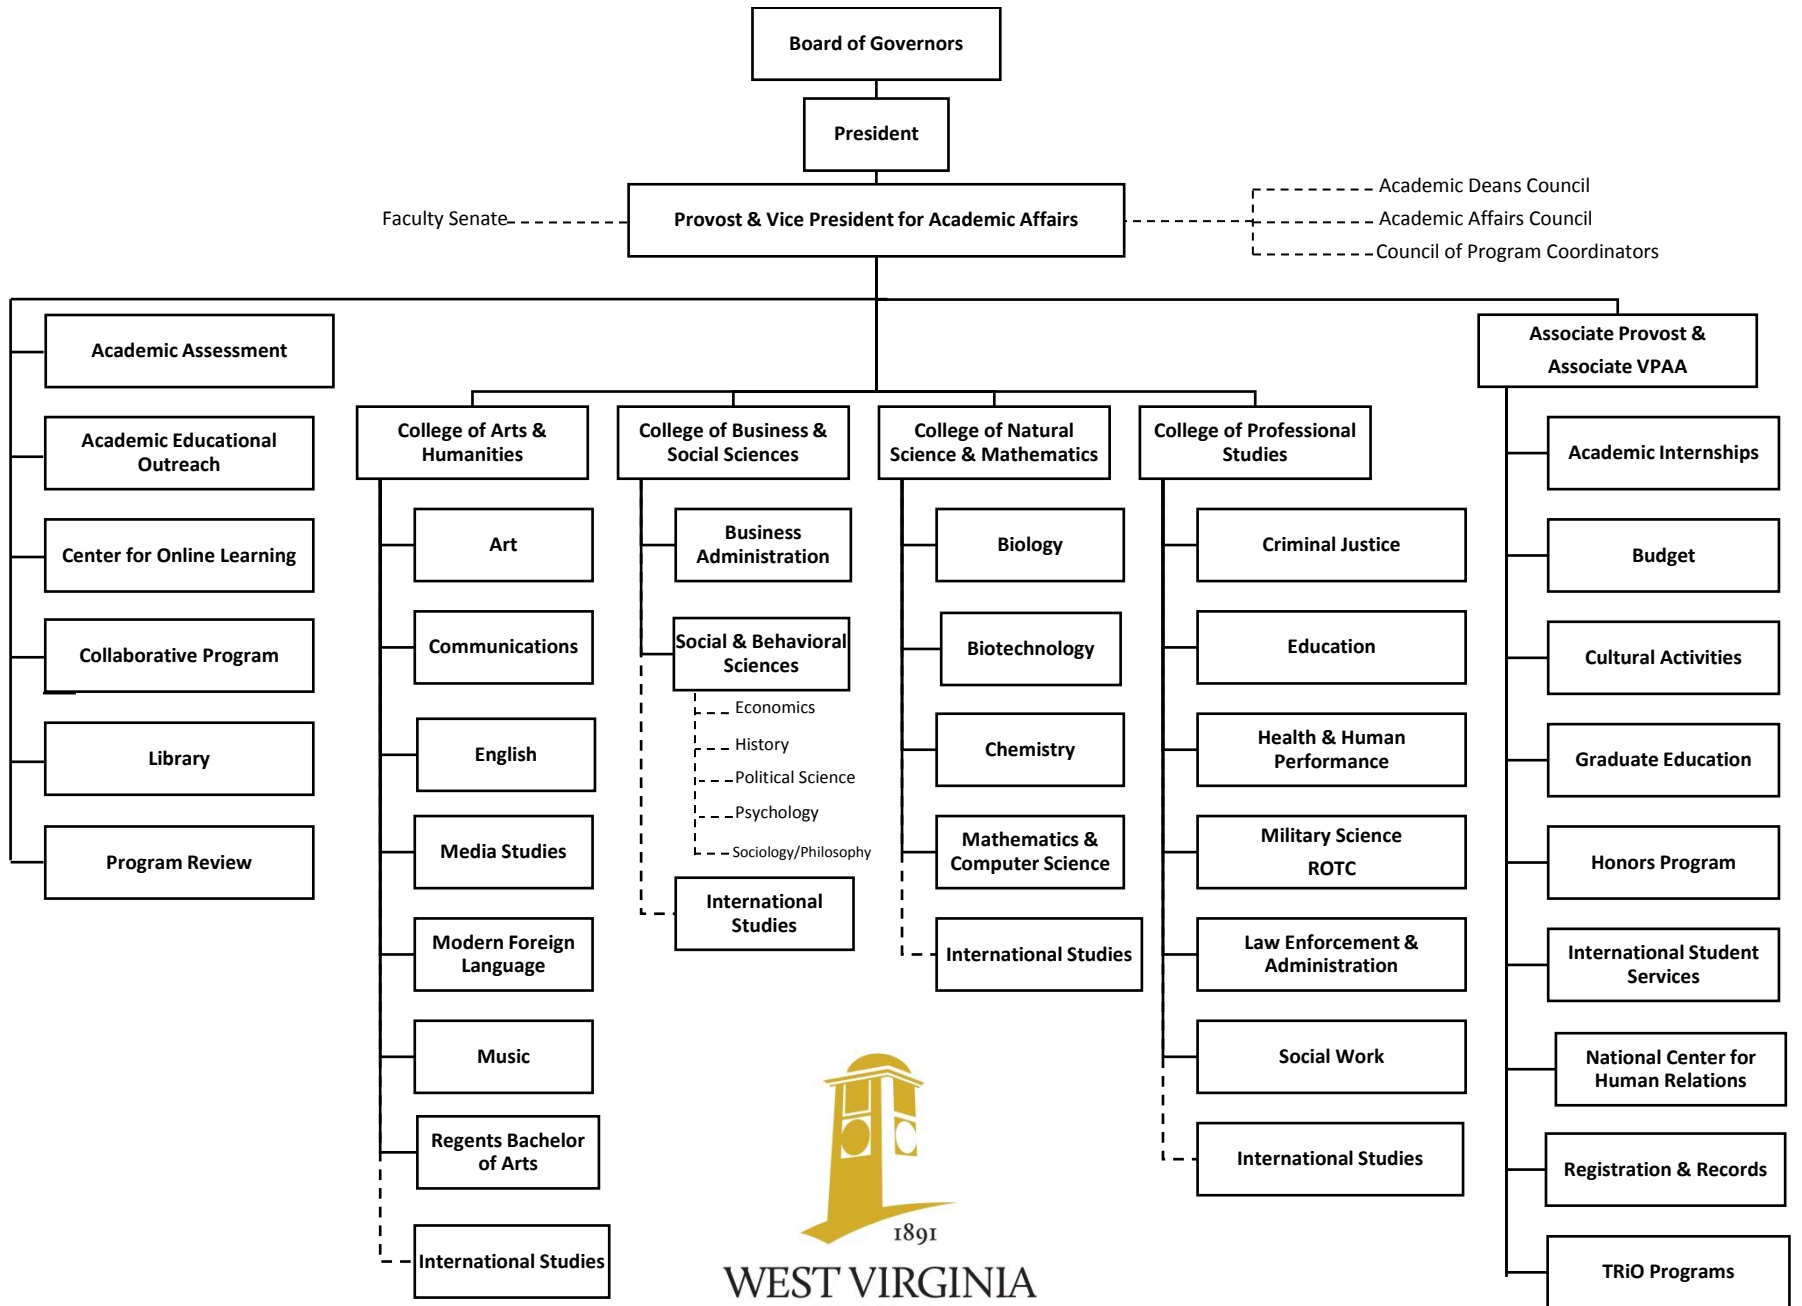 Board of Governors
President
Provost & Vice President for Academic Affairs
Faculty Senate
Academic Deans Council
Academic Affairs Council
Council of Program Coordinators
Academic Assessment
Academic Educational
Outreach
Center for Online Learning
Collaborative Program
Library
Program Review
College of Arts &
Humanities
Art
Communications
English
Media Studies
Modern Foreign
Language
Music
Regents Bachelor
of Arts
International Studies
College of Business &
Social Sciences
Business
Administration
Social & Behavioral
Sciences
Economics
History
Political Science
Psychology
Sociology/Philosophy
International
Studies
College of Natural
Science & Mathematics
Biology
Biotechnology
Chemistry
Mathematics &
Computer Science
International Studies
College of Professional
Studies
Criminal Justice
Education
Health & Human
Performance
Military Science
ROTC
Law Enforcement &
Administration
Social Work
International Studies
Associate Provost &
Associate VPAA
Academic Internships
Budget
Cultural Activities
Graduate Education
Honors Program
International Student
Services
National Center for
Human Relations
Registration & Records
TRiO Programs
1891
WEST VIRGINIA